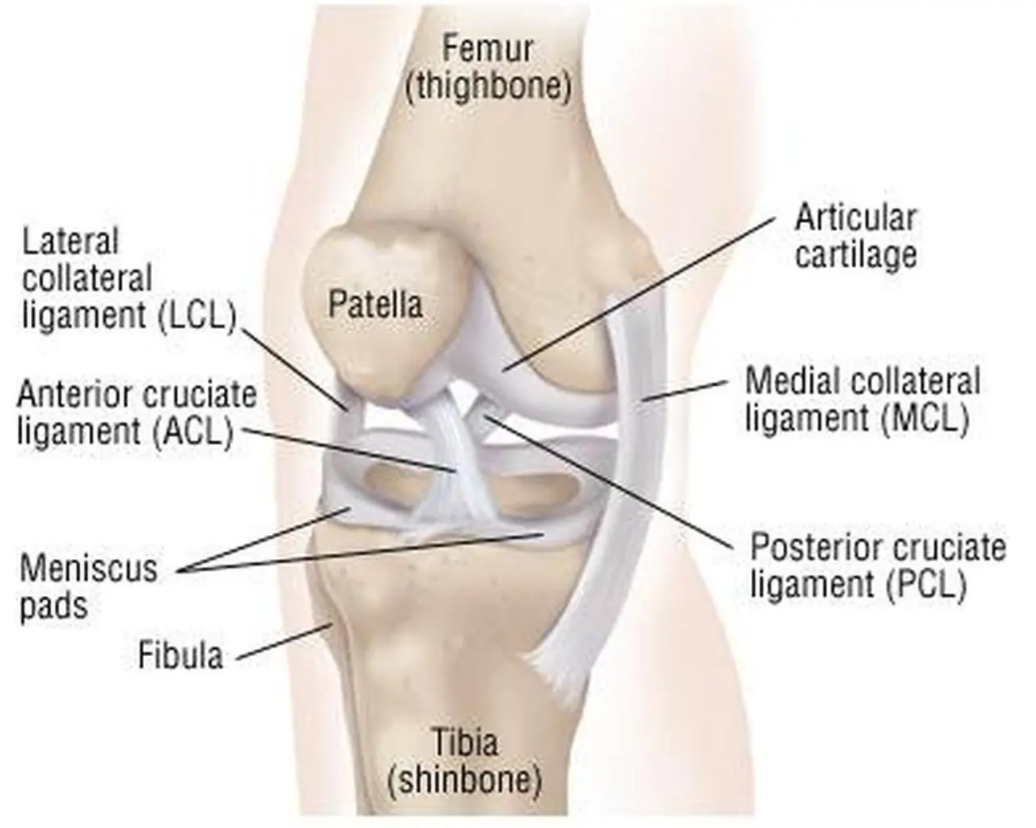 Femur
(thighbone)
Articular
cartilage
Lateral
collateral
ligament (LCL)
Patella
Medial collateral
ligament (MCL)
Anterior cruciate
ligament (ACL)
Posterior cruciate
ligament (PCL)
Meniscus
pads
Fibula
Tibia
(shinbone)